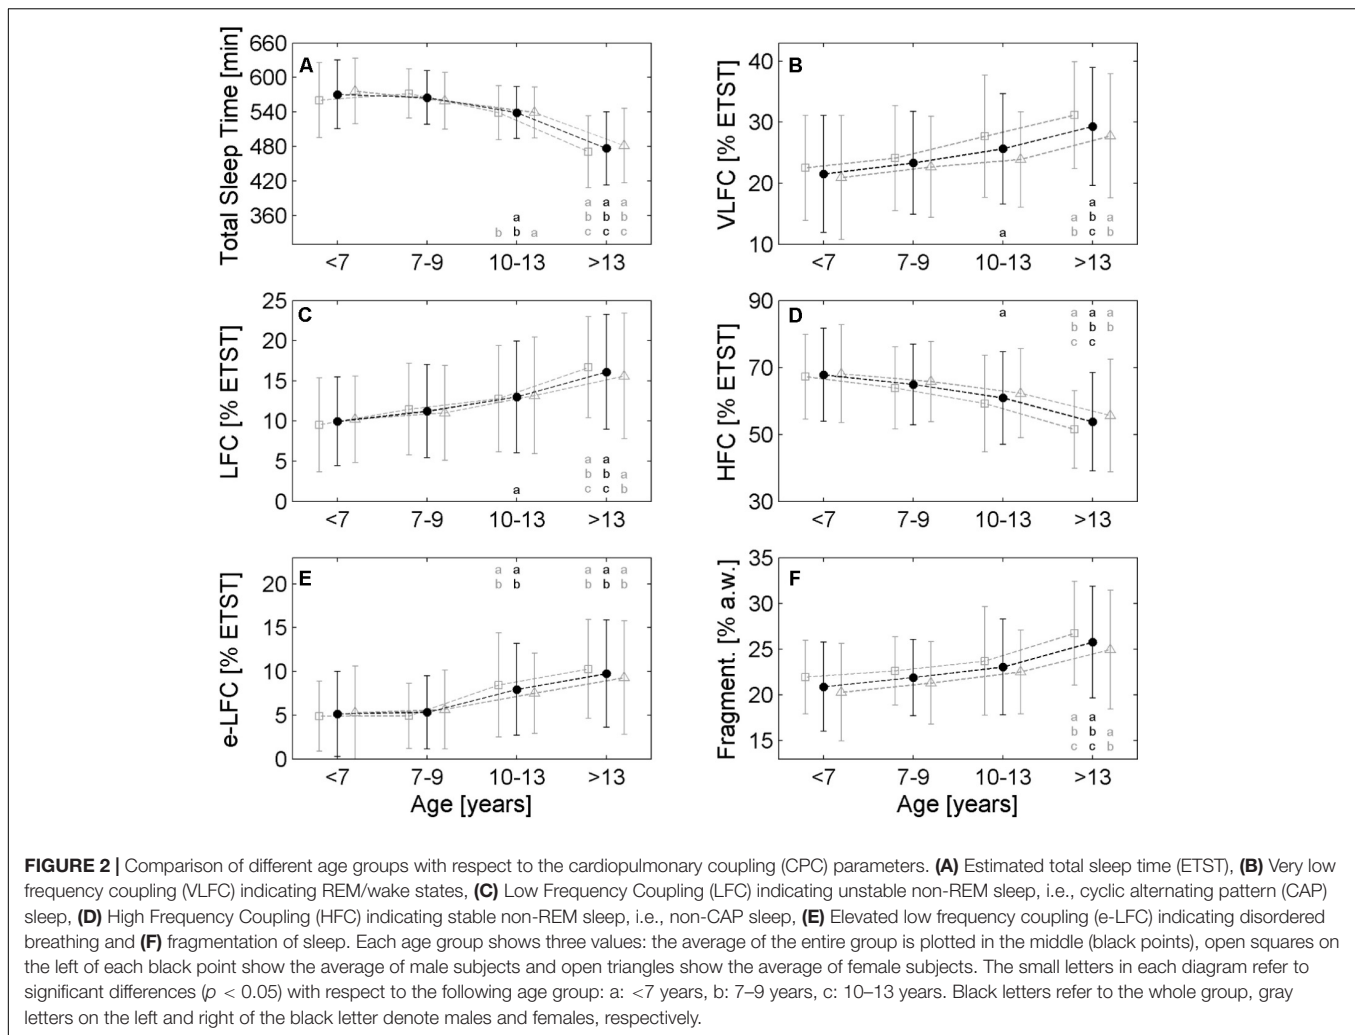 A
Total Sleep Time [min]
660
600
540
480
420
360
a a a
a b b b
b b a c c c
<7 7-9 10-13 >13
B
VLFC [% ETST]
40
30
20
10
a
a b a
a b c b
<7 7-9 10-13 >13
C
LFC [% ETST]
25
20
15
10
5
0
a a
b b a
a c c b
<7 7-9 10-13 >13
D
HFC [% ETST]
90
70
50
30
a a a a
b b b
c c
<7 7-9 10-13 >13
E
e-LFC [% ETST]
20
15
10
5
0
a a a a a
b b b b b
<7 7-9 10-13 >13
Age [years]
F
Fragment. [% a.w.]
35
30
25
20
15
a a
b b a
c c b
<7 7-9 10-13 >13
Age [years]
FIGURE 2 | Comparison of different age groups with respect to the cardiopulmonary coupling (CPC) parameters. (A) Estimated total sleep time (ETST), (B) Very low
frequency coupling (VLFC) indicating REM/wake states, (C) Low Frequency Coupling (LFC) indicating unstable non-REM sleep, i.e., cyclic alternating pattern (CAP)
sleep, (D) High Frequency Coupling (HFC) indicating stable non-REM sleep, i.e., non-CAP sleep, (E) Elevated low frequency coupling (e-LFC) indicating disordered
breathing and (F) fragmentation of sleep. Each age group shows three values: the average of the entire group is plotted in the middle (black points), open squares on
the left of each black point show the average of male subjects and open triangles show the average of female subjects. The small letters in each diagram refer to
significant differences (p < 0.05) with respect to the following age group: a: <7 years, b: 7–9 years, c: 10–13 years. Black letters refer to the whole group, gray
letters on the left and right of the black letter denote males and females, respectively.